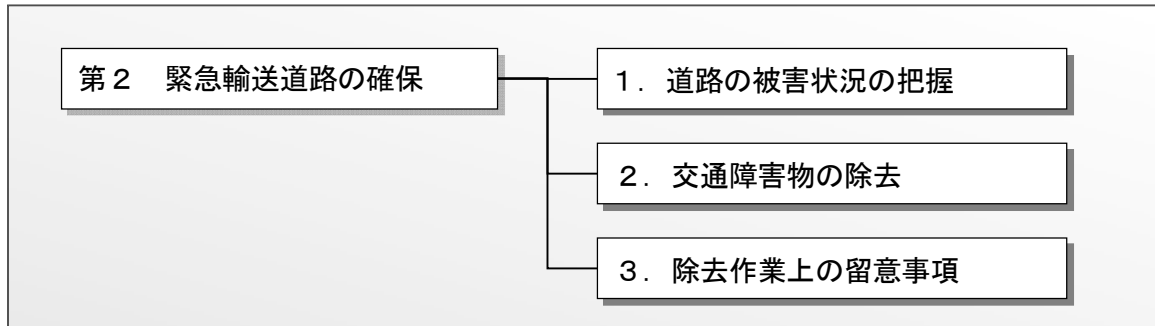 第２　緊急輸送道路の確保
１．道路の被害状況の把握
２．交通障害物の除去
３．除去作業上の留意事項